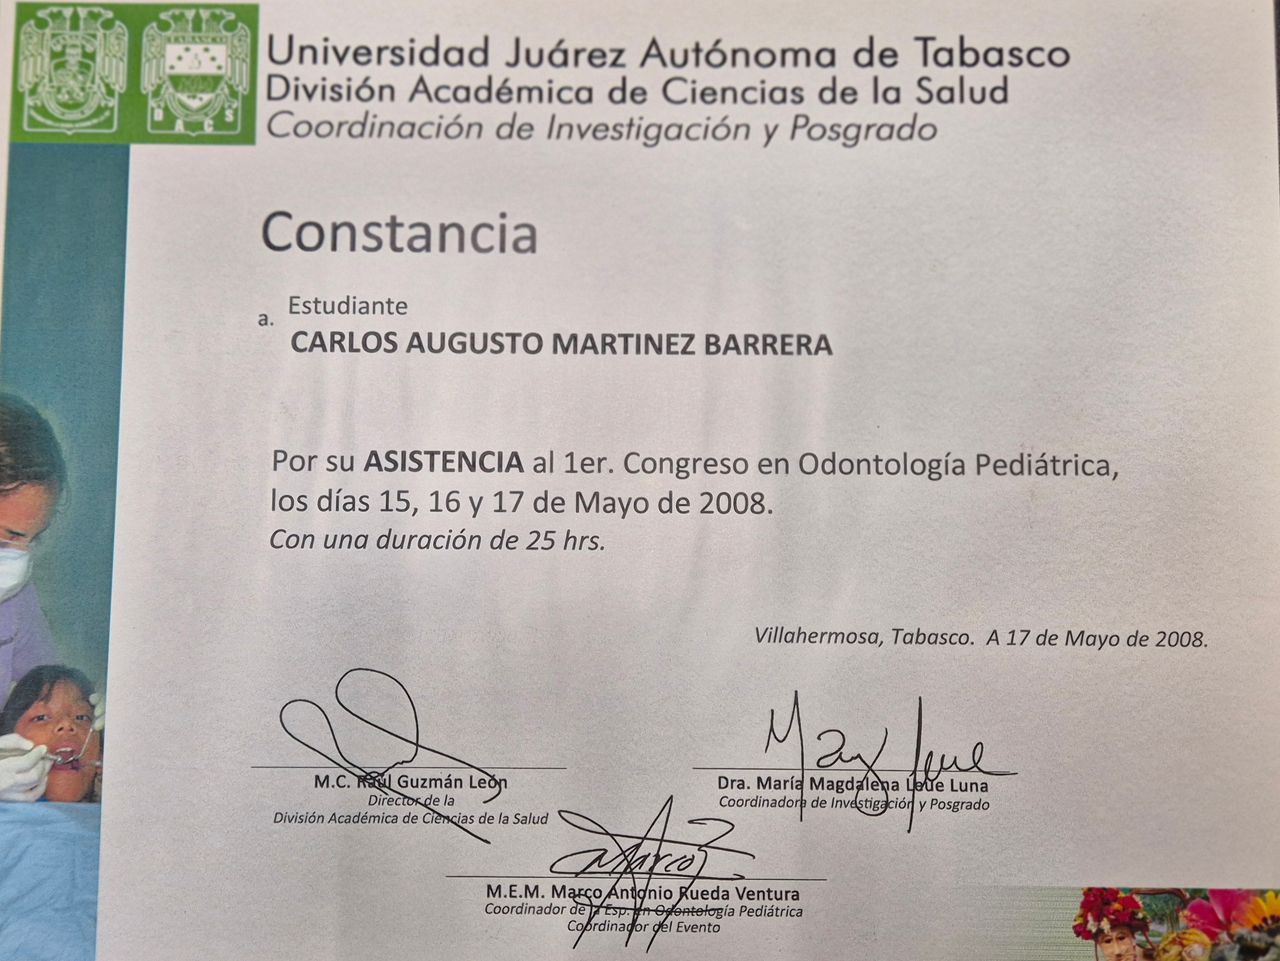 Universidad Juárez Autónoma de Tabasco
División Académica de Ciencias de la Salud
Coordinación de Investigación y Posgrado
DACS
Constancia
Estudiante
a.
CARLOS AUGUSTO MARTINEZ BARRERA
Por su ASISTENCIA al 1er. Congreso en Odontología Pediátrica,
los días 15, 16 y 17 de Mayo de 2008.
Con una duración de 25 hrs.
Villahermosa, Tabasco. A 17 de Mayo de 2008.
M.C. Raúl Guzmán León
Director de la
División Académica de Ciencias de la Salud
Dra. María Magdalena Leue Luna
Coordinadora de Investigación y Posgrado
M.E.M. Marco Antonio Rueda Ventura
Coordinador de la Esp. en Odontología Pediátrica
Coordinador del Evento